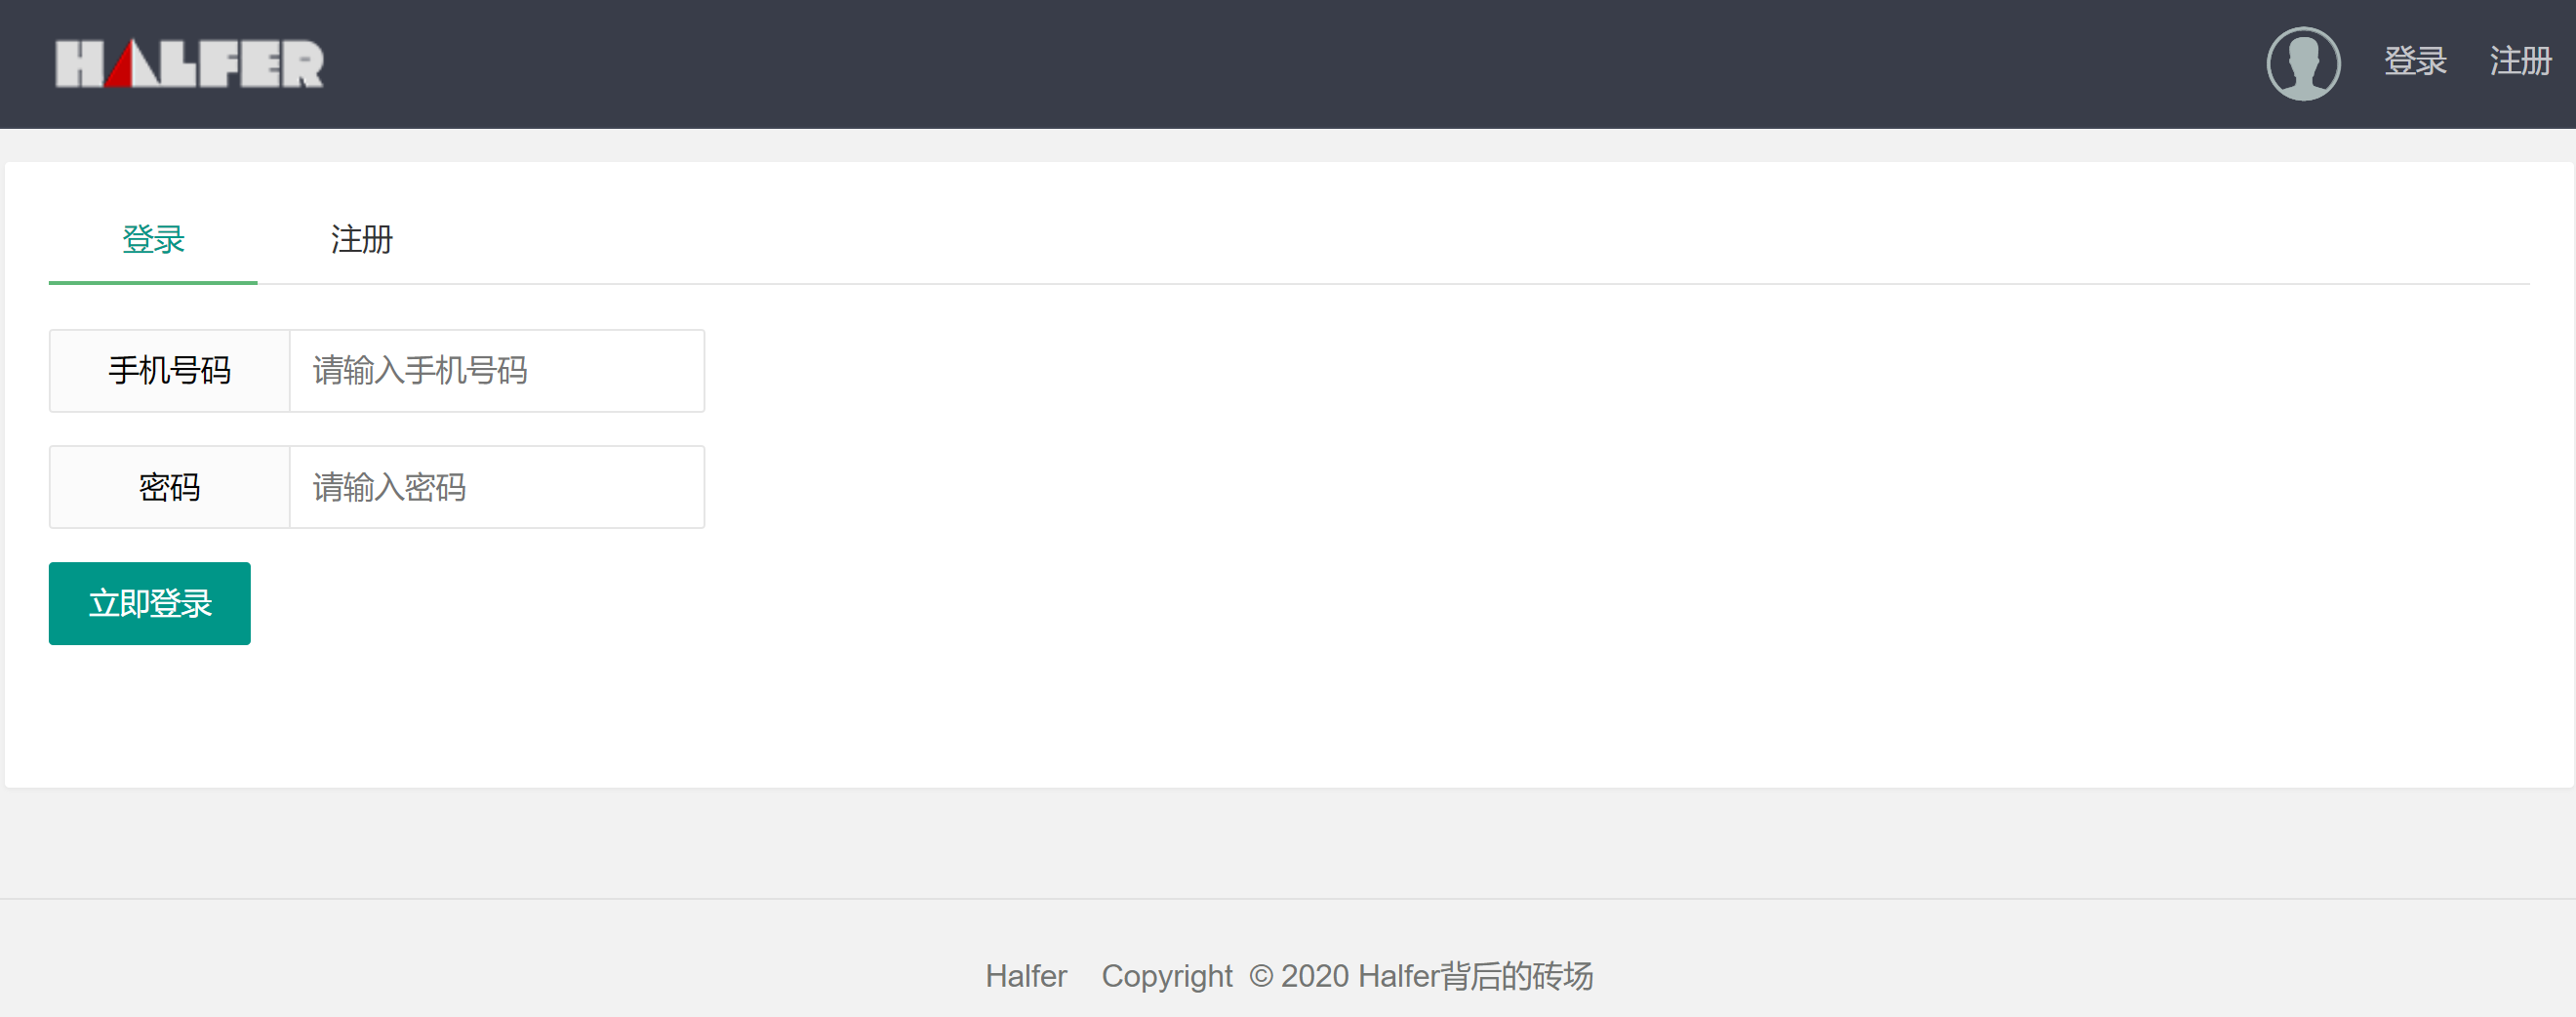 HALFER 登录 注册
登录 注册
手机号码 请输入手机号码
密码 请输入密码
立即登录
Halfer Copyright © 2020 Halfer背后的砖场